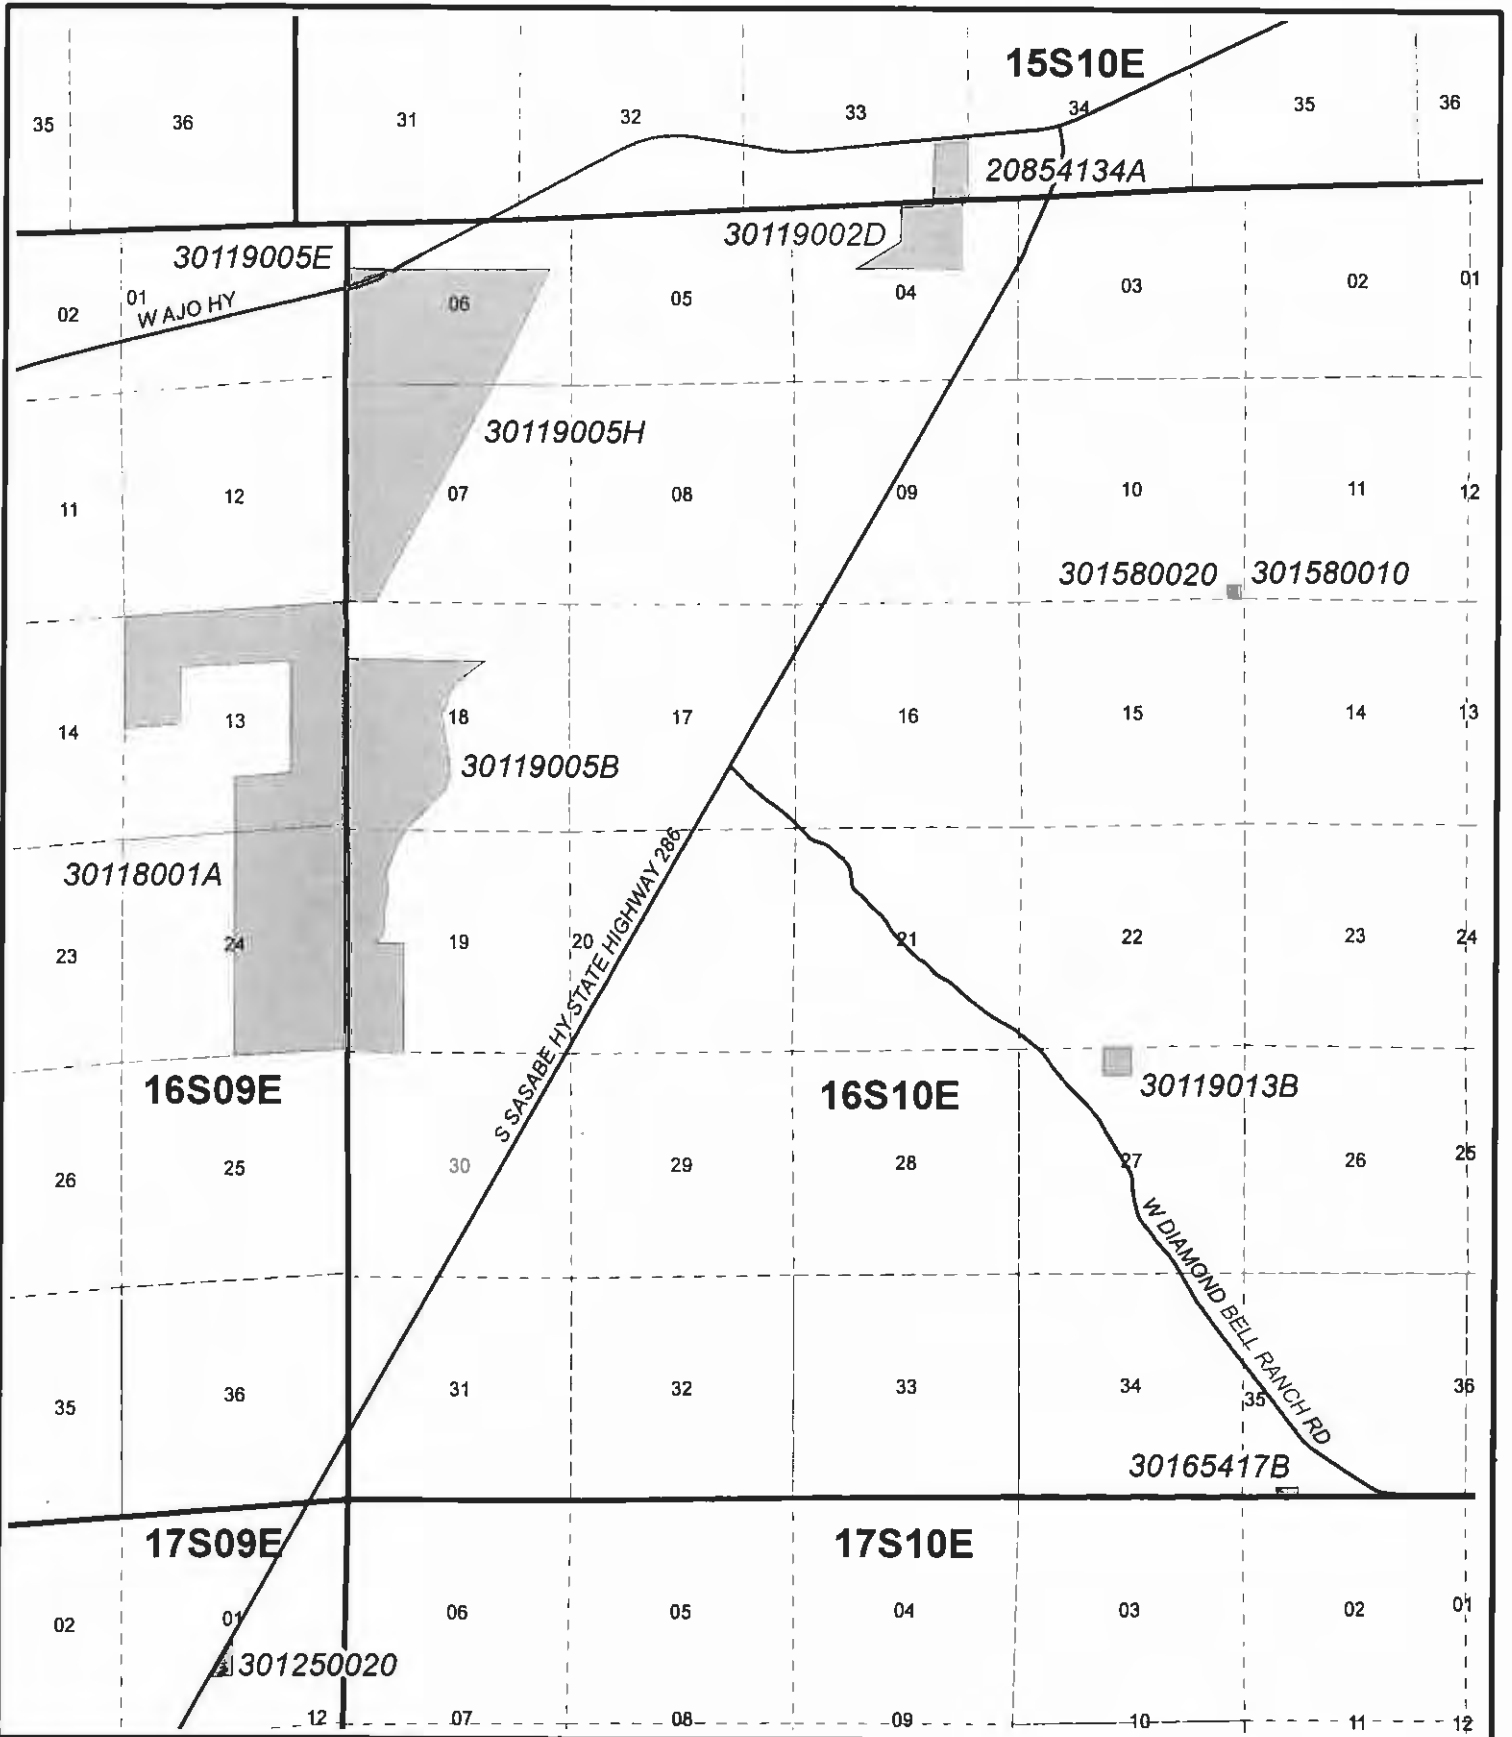 15S10E
35 36 31 32 33 34 35 36
20854134A
30119002D
30119005E
02 01 W AJO HY 06 05 04 03 02 01
30119005H
11 12 07 08 09 10 11 12
301580020 301580010
14 13 18 17 16 15 14 13
30119005B
30118001A
S SASABE HY STATE HIGHWAY 286
23 24 19 20 21 22 23 24
16S09E 16S10E
30119013B
26 25 30 29 28 27 26 25
W DIAMOND BELL RANCH RD
35 36 31 32 33 34 35 36
30165417B
17S09E 17S10E
02 01 06 05 04 03 02 01
301250020
12 07 08 09 10 11 12